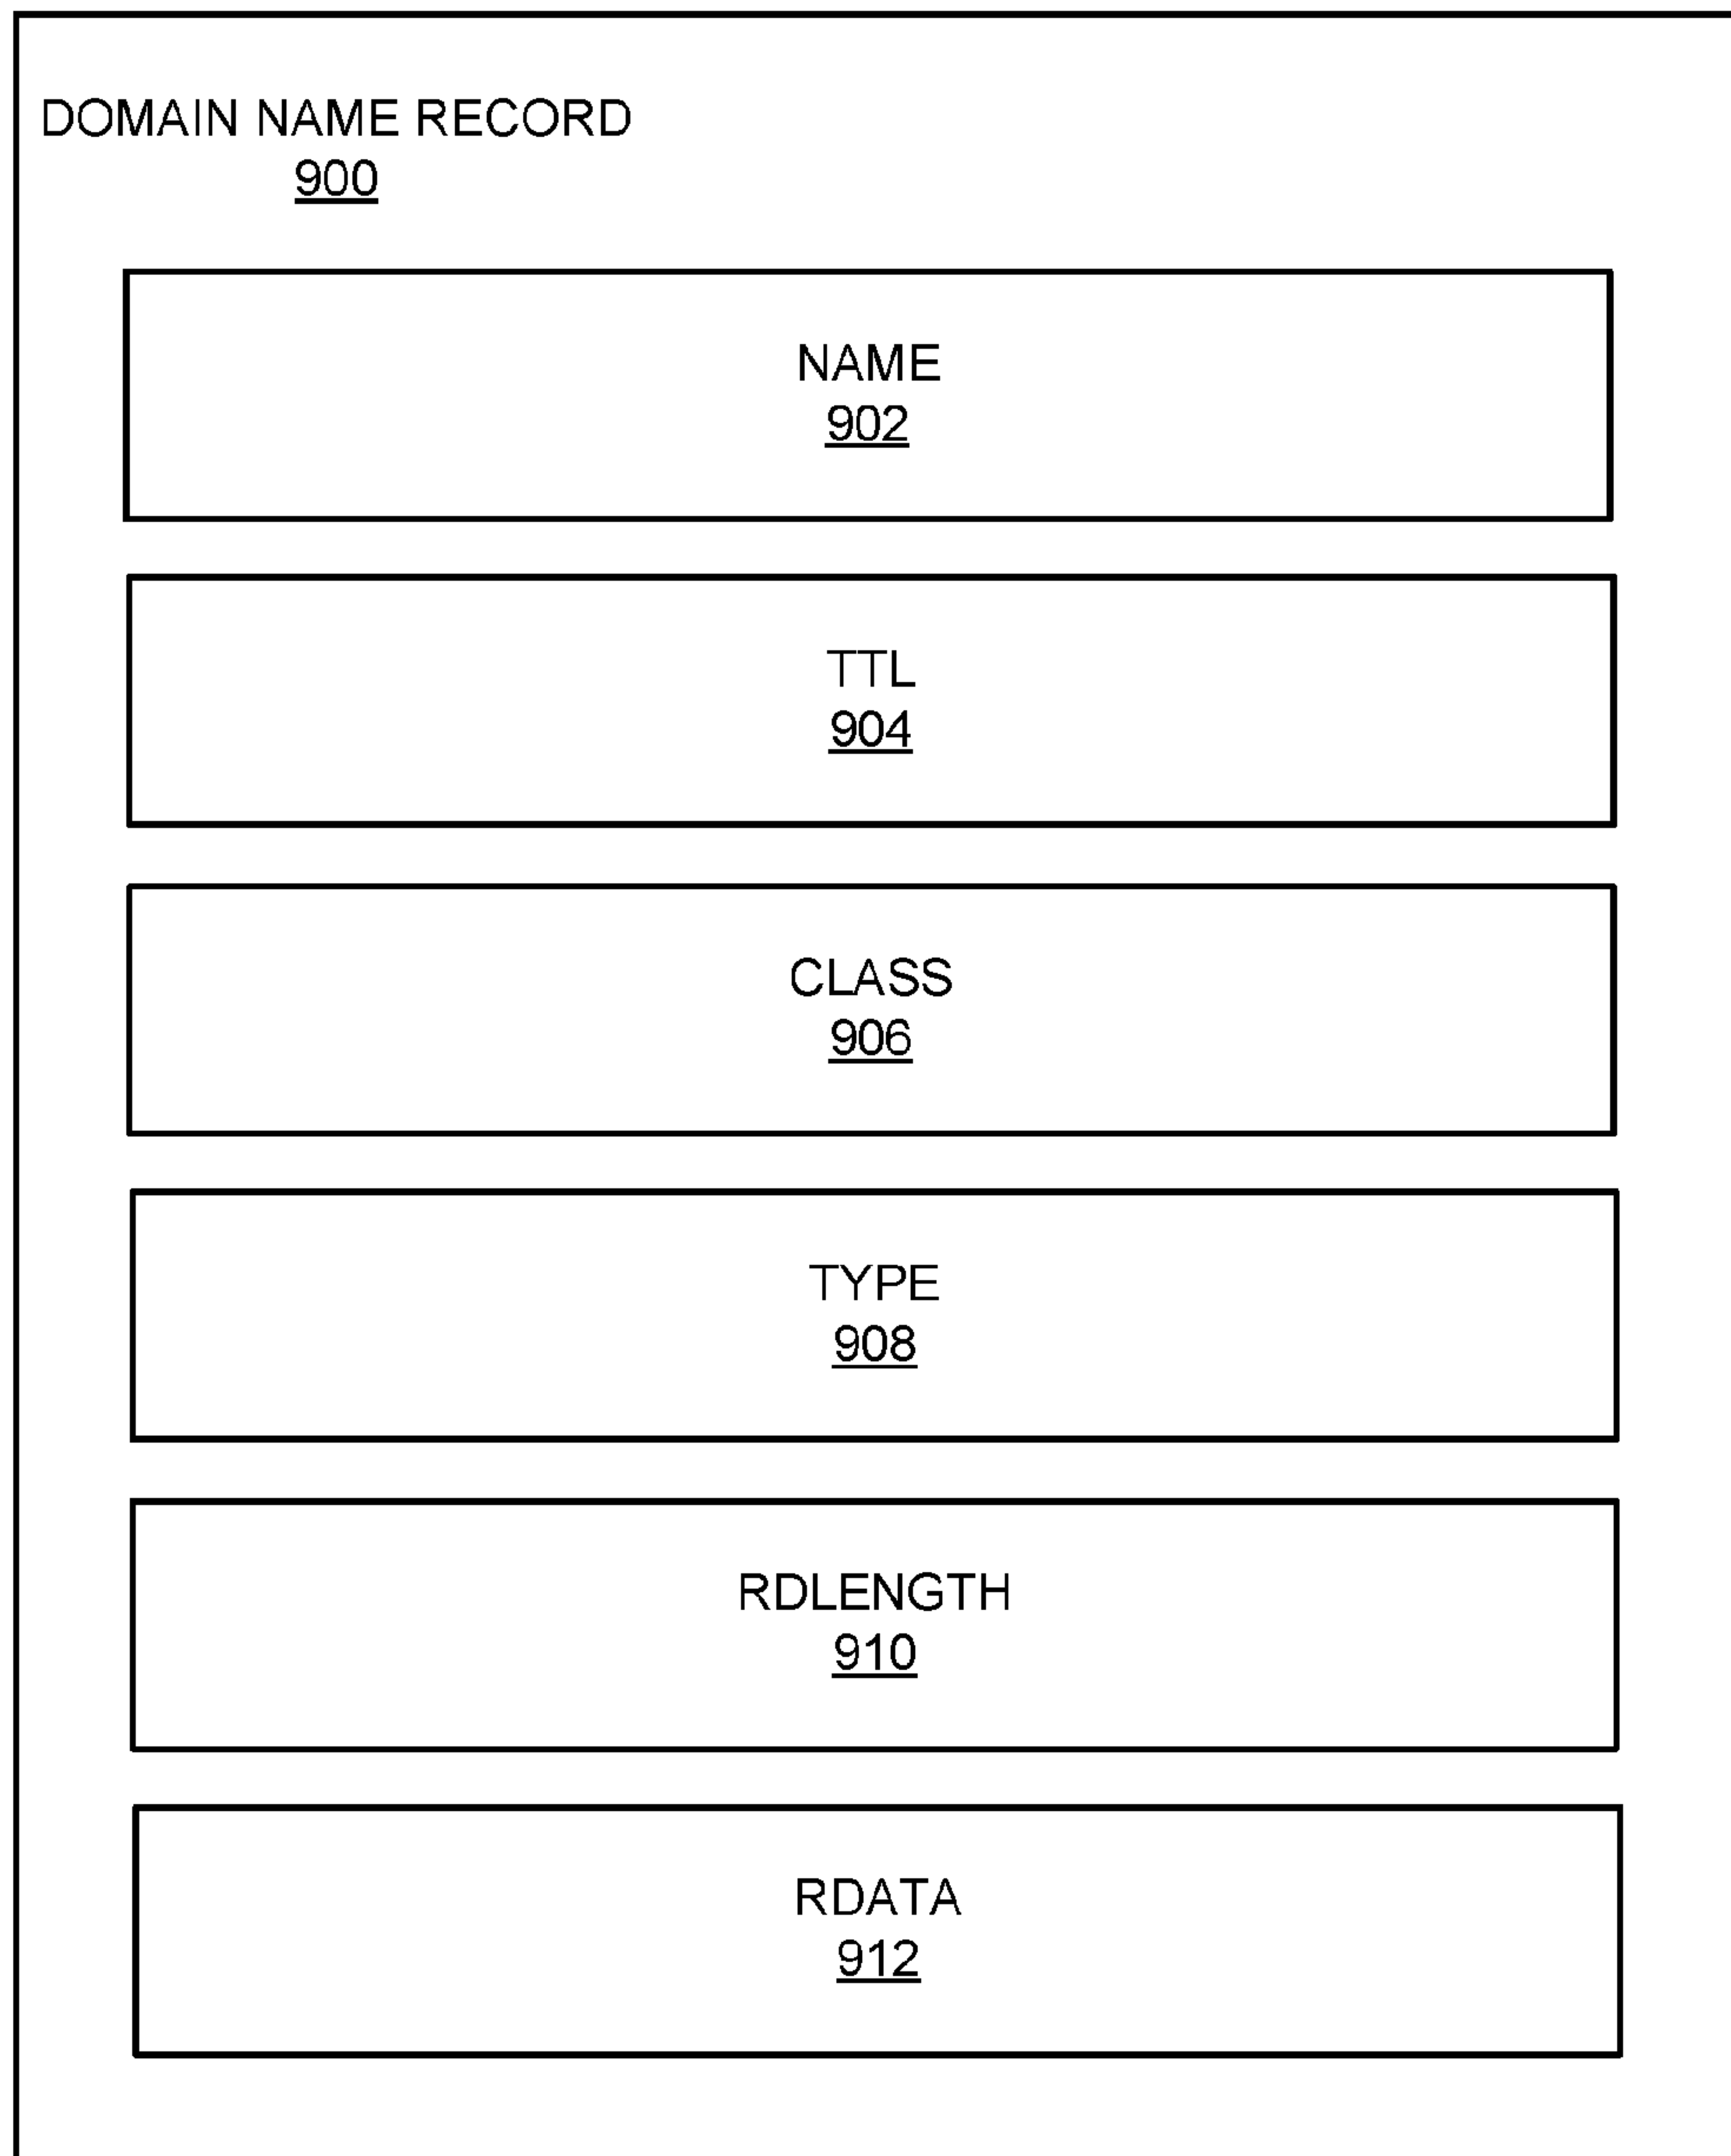 DOMAIN NAME RECORD
900
NAME
902
TTL
904
CLASS
906
TYPE
908
RDLENGTH
910
RDATA
912